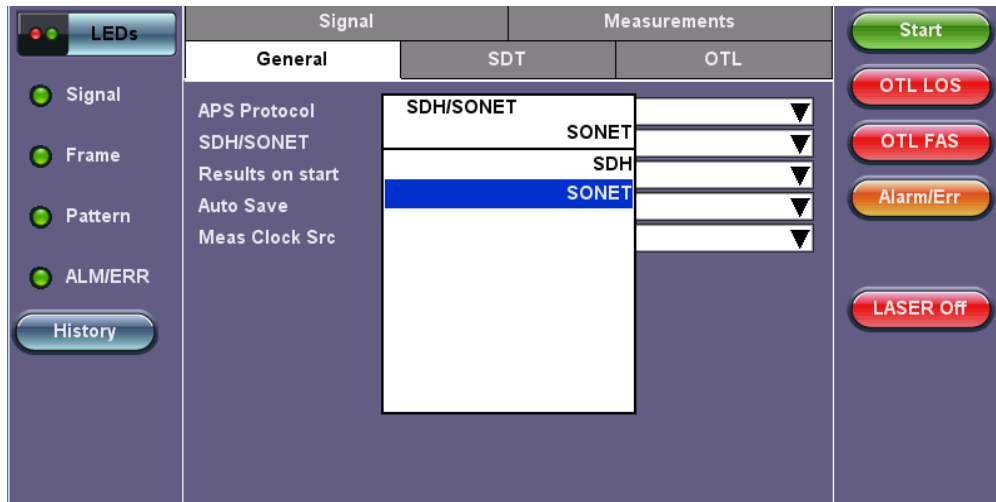 LEDs
Signal
Frame
Pattern
ALM/ERR
History
Signal
Measurements
General
SDT
OTL
APS Protocol
SDH/SONET
Results on start
Auto Save
Meas Clock Src
SDH/SONET
SONET
SDH
SONET
Start
OTL LOS
OTL FAS
Alarm/Err
LASER Off